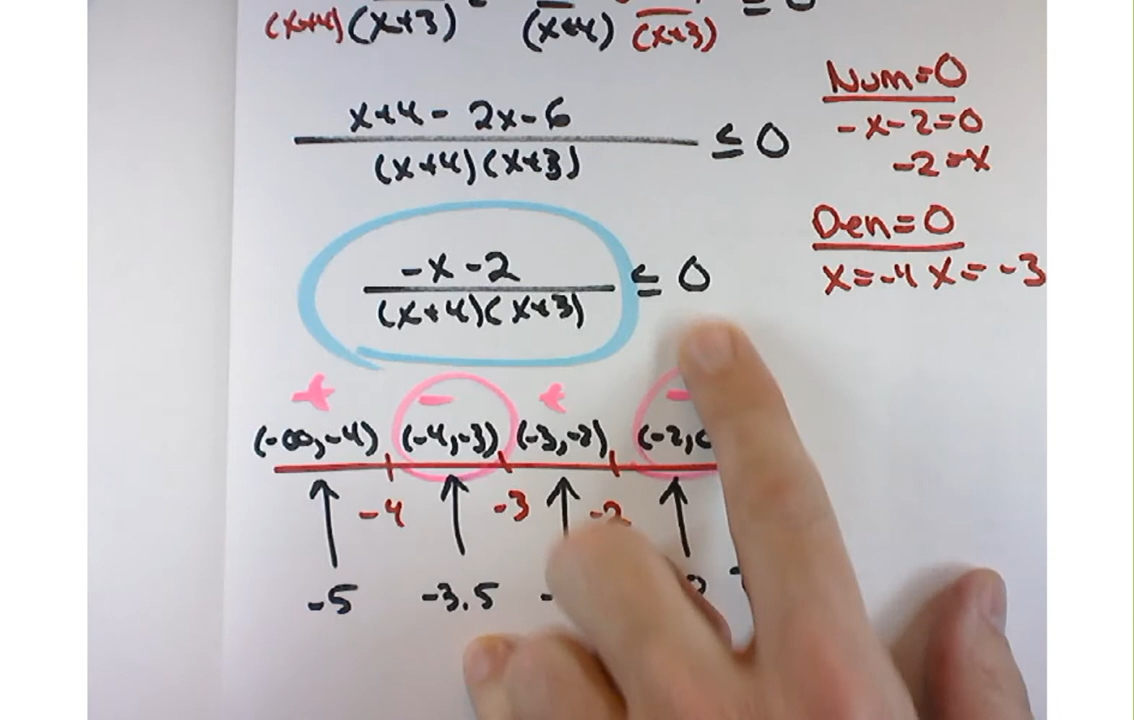 (x+4)(x+3) (x+4) (x+3) ≤ 0
Num=0
x+4- 2x-6
-x-2=0
(x+4)(x+3) ≤ 0
-2=x
Den=0
-x-2
x=-4 x=-3
(x+4)(x+3) ≤ 0
+ - + -
(-∞,-4) (-4,-3) (-3,-2) (-2,
-4 -3 -2
-5 -3.5